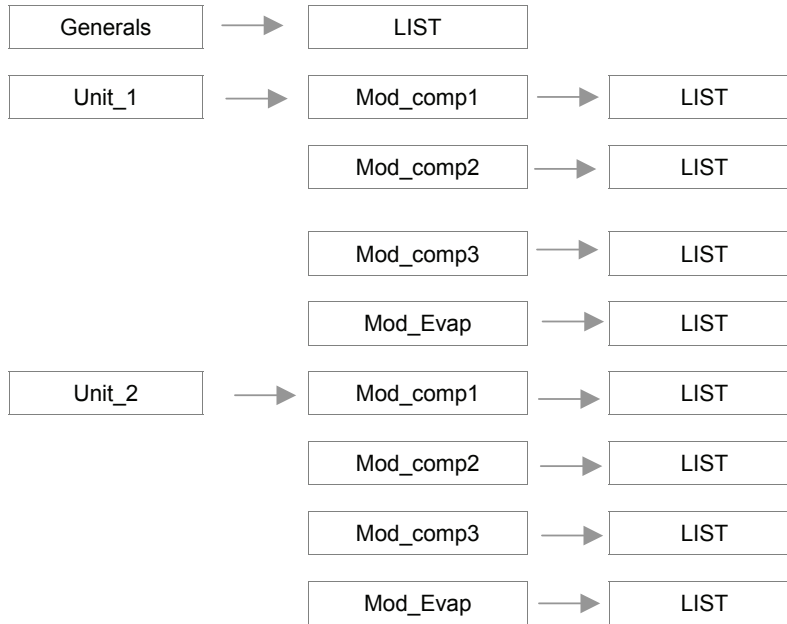 Generals LIST
Unit_1 Mod_comp1 LIST
Mod_comp2 LIST
Mod_comp3 LIST
Mod_Evap LIST
Unit_2 Mod_comp1 LIST
Mod_comp2 LIST
Mod_comp3 LIST
Mod_Evap LIST